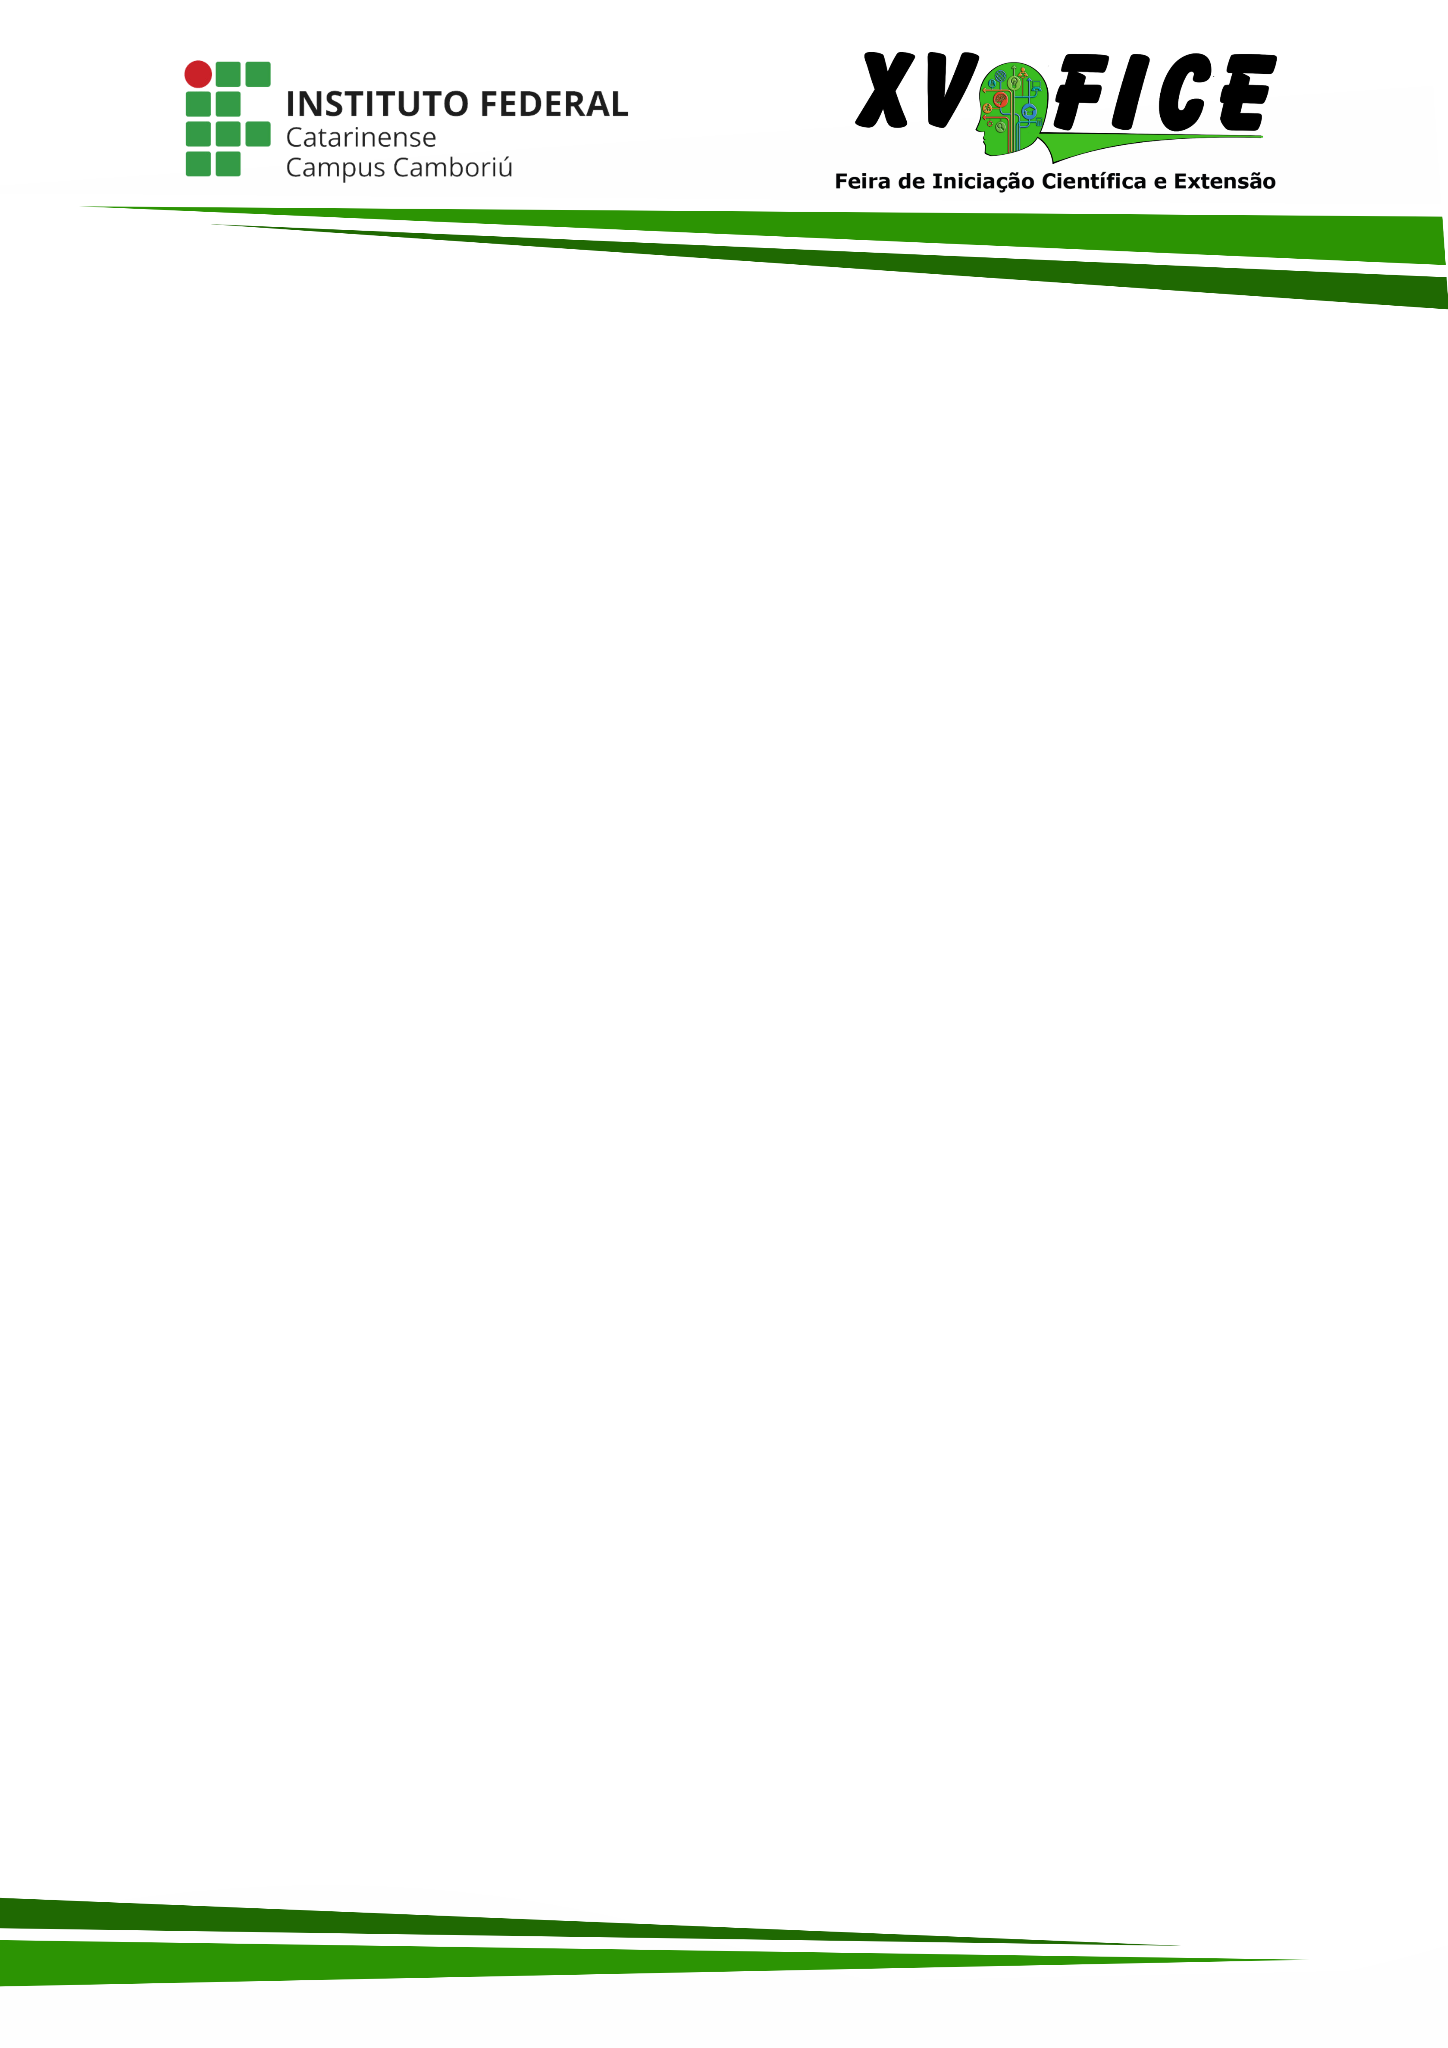 INSTITUTO FEDERAL
Catarinense
Campus Camboriú
XV FICE
Feira de Iniciação Científica e Extensão